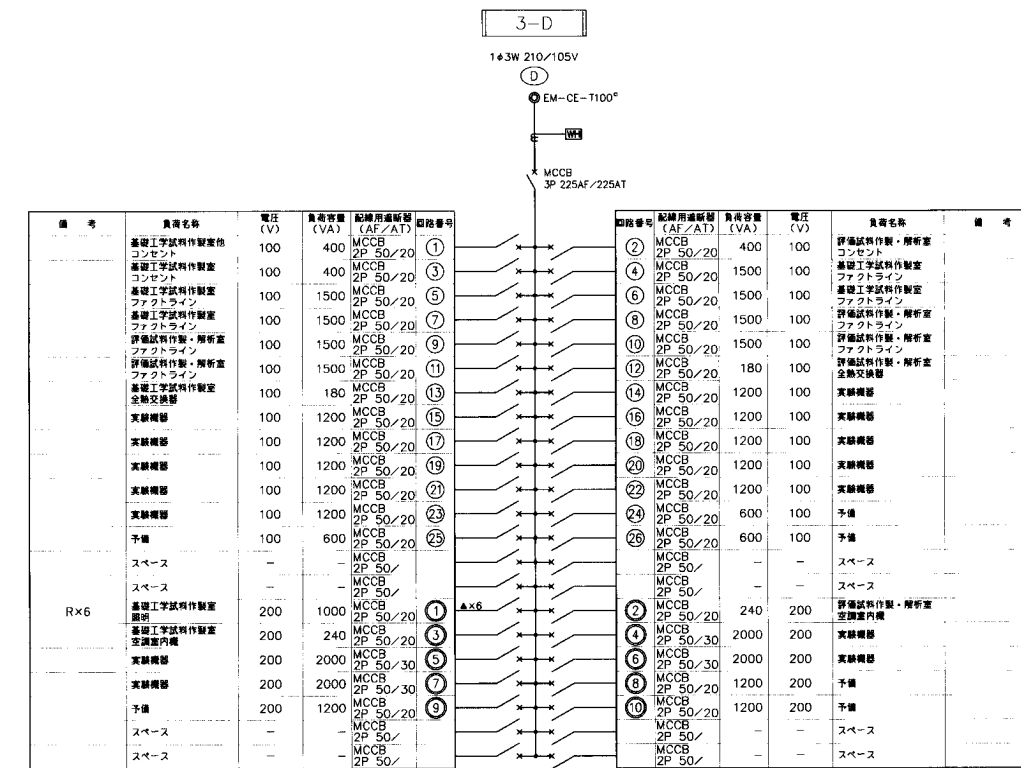 3-D
1φ3W 210/105V
D
EM-CE-T100°
WH
MCCB
3P 225AF/225AT
備 考 負荷名称 電圧(V) 負荷容量(VA) 配線用遮断器(AF/AT) 回路番号 回路番号 配線用遮断器(AF/AT) 負荷容量(VA) 電圧(V) 負荷名称 備 考
基礎工学試料作製室他 コンセント 100 400 MCCB 2P 50/20 1 2 MCCB 2P 50/20 400 100 評価試料作製・解析室 コンセント
基礎工学試料作製室 コンセント 100 400 MCCB 2P 50/20 3 4 MCCB 2P 50/20 1500 100 基礎工学試料作製室 ファクトライン
基礎工学試料作製室 ファクトライン 100 1500 MCCB 2P 50/20 5 6 MCCB 2P 50/20 1500 100 基礎工学試料作製室 ファクトライン
基礎工学試料作製室 ファクトライン 100 1500 MCCB 2P 50/20 7 8 MCCB 2P 50/20 1500 100 評価試料作製・解析室 ファクトライン
評価試料作製・解析室 ファクトライン 100 1500 MCCB 2P 50/20 9 10 MCCB 2P 50/20 1500 100 評価試料作製・解析室 ファクトライン
評価試料作製・解析室 ファクトライン 100 1500 MCCB 2P 50/20 11 12 MCCB 2P 50/20 180 100 評価試料作製・解析室 全熱交換器
基礎工学試料作製室 全熱交換器 100 180 MCCB 2P 50/20 13 14 MCCB 2P 50/20 1200 100 実験機器
実験機器 100 1200 MCCB 2P 50/20 15 16 MCCB 2P 50/20 1200 100 実験機器
実験機器 100 1200 MCCB 2P 50/20 17 18 MCCB 2P 50/20 1200 100 実験機器
実験機器 100 1200 MCCB 2P 50/20 19 20 MCCB 2P 50/20 1200 100 実験機器
実験機器 100 1200 MCCB 2P 50/20 21 22 MCCB 2P 50/20 1200 100 実験機器
実験機器 100 1200 MCCB 2P 50/20 23 24 MCCB 2P 50/20 600 100 予備
予備 100 600 MCCB 2P 50/20 25 26 MCCB 2P 50/20 600 100 予備
スペース - - MCCB 2P 50/ MCCB 2P 50/ - - スペース
スペース - - MCCB 2P 50/ MCCB 2P 50/ - - スペース
R×6 基礎工学試料作製室 照明 200 1000 MCCB 2P 50/20 1 ▲×6 2 MCCB 2P 50/20 240 200 評価試料作製・解析室 空調室内機
基礎工学試料作製室 空調室内機 200 240 MCCB 2P 50/20 3 4 MCCB 2P 50/30 2000 200 実験機器
実験機器 200 2000 MCCB 2P 50/30 5 6 MCCB 2P 50/30 2000 200 実験機器
実験機器 200 2000 MCCB 2P 50/30 7 8 MCCB 2P 50/20 1200 200 予備
予備 200 1200 MCCB 2P 50/20 9 10 MCCB 2P 50/20 1200 200 予備
スペース - - MCCB 2P 50/ MCCB 2P 50/ - - スペース
スペース - - MCCB 2P 50/ MCCB 2P 50/ - - スペース